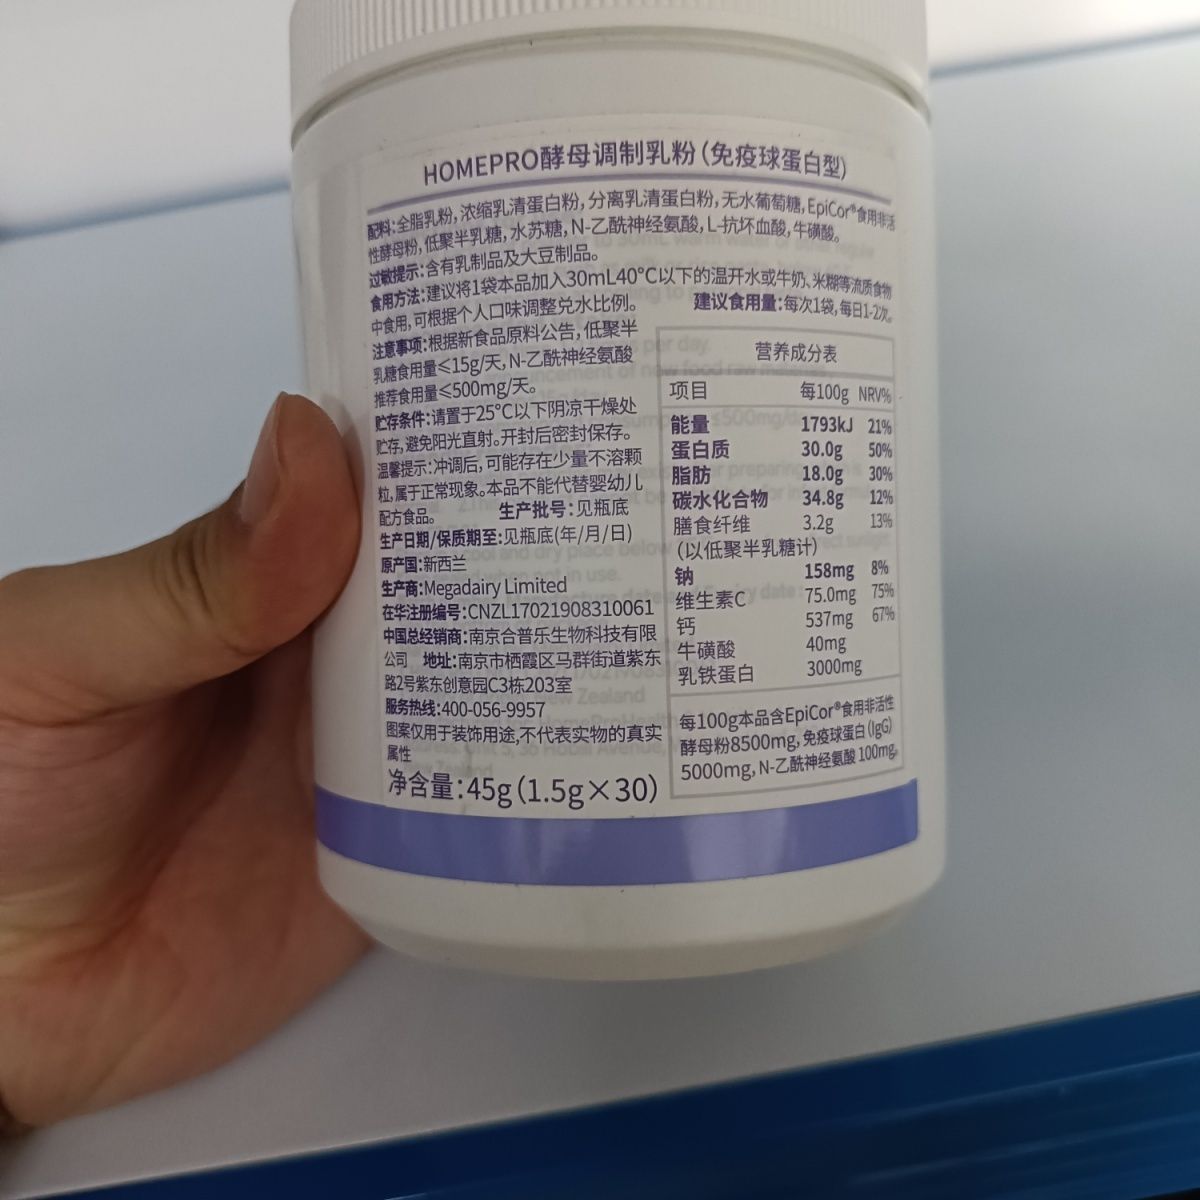 HOMEPRO酵母调制乳粉(免疫球蛋白型)
配料:全脂乳粉,浓缩乳清蛋白粉,分离乳清蛋白粉,无水葡萄糖,EpiCor®食用非活
性酵母粉,低聚半乳糖,水苏糖,N-乙酰神经氨酸,L-抗坏血酸,牛磺酸。
过敏提示:含有乳制品及大豆制品。
食用方法:建议将1袋本品加入30mL40°C以下的温开水或牛奶、米糊等流质食物
中食用,可根据个人口味调整兑水比例。 建议食用量:每次1袋,每日1-2次。
注意事项:根据新食品原料公告,低聚半
乳糖食用量≤15g/天,N-乙酰神经氨酸
推荐食用量≤500mg/天。
贮存条件:请置于25°C以下阴凉干燥处
贮存,避免阳光直射。开封后密封保存。
温馨提示:冲调后,可能存在少量不溶颗
粒,属于正常现象。本品不能代替婴幼儿
配方食品。 生产批号:见瓶底
生产日期/保质期至:见瓶底(年/月/日)
原产国:新西兰
生产商:Megadairy Limited
在华注册编号:CNZL17021908310061
中国总经销商:南京合普乐生物科技有限
公司 地址:南京市栖霞区马群街道紫东
路2号紫东创意园C3栋203室
服务热线:400-056-9957
图案仅用于装饰用途,不代表实物的真实
属性
净含量:45g(1.5g×30)
营养成分表
项目 每100g NRV%
能量 1793kJ 21%
蛋白质 30.0g 50%
脂肪 18.0g 30%
碳水化合物 34.8g 12%
膳食纤维 3.2g 13%
(以低聚半乳糖计)
钠 158mg 8%
维生素C 75.0mg 75%
钙 537mg 67%
牛磺酸 40mg
乳铁蛋白 3000mg
每100g本品含EpiCor®食用非活性
酵母粉8500mg,免疫球蛋白(IgG)
5000mg,N-乙酰神经氨酸100mg。